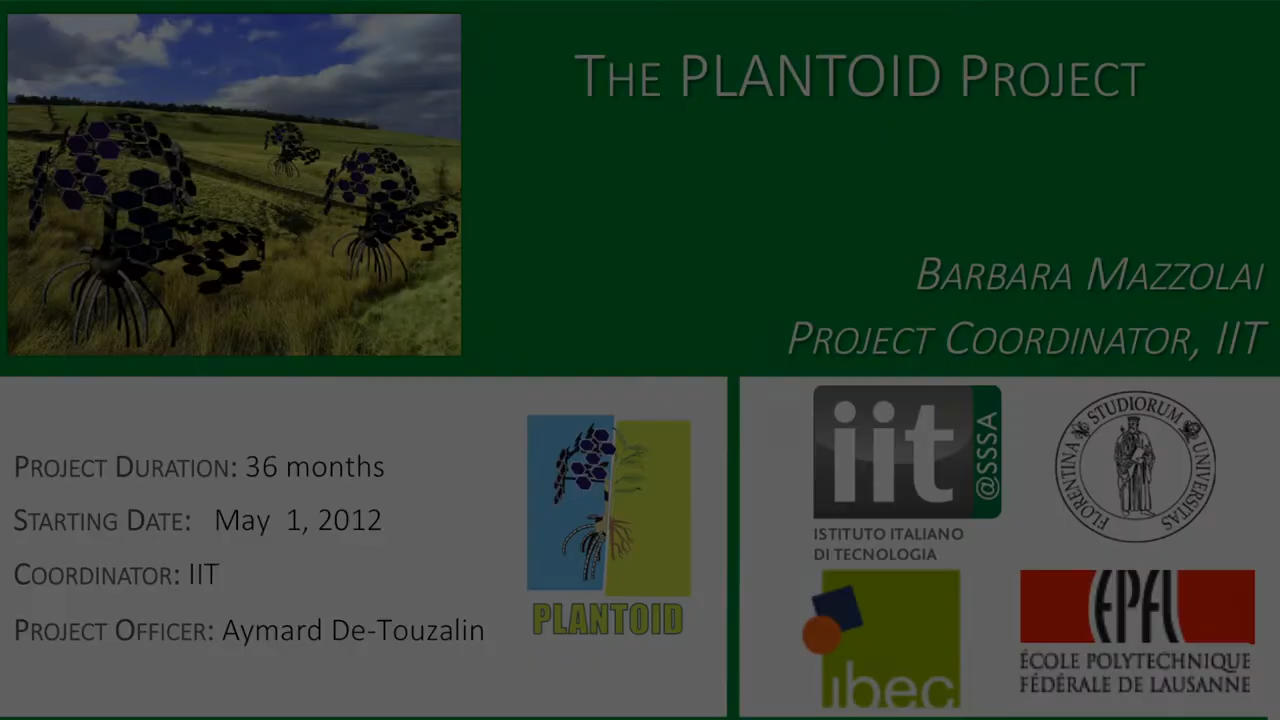 THE PLANTOID PROJECT
BARBARA MAZZOLAI
PROJECT COORDINATOR, IIT
PROJECT DURATION: 36 months
STARTING DATE: May 1, 2012
COORDINATOR: IIT
PROJECT OFFICER: Aymard De-Touzalin
PLANTOID
iit
@SSSA
ISTITUTO ITALIANO
DI TECNOLOGIA
FLORENTINA STUDIORUM UNIVERSITAS
ibec
EPFL
ÉCOLE POLYTECHNIQUE
FÉDÉRALE DE LAUSANNE